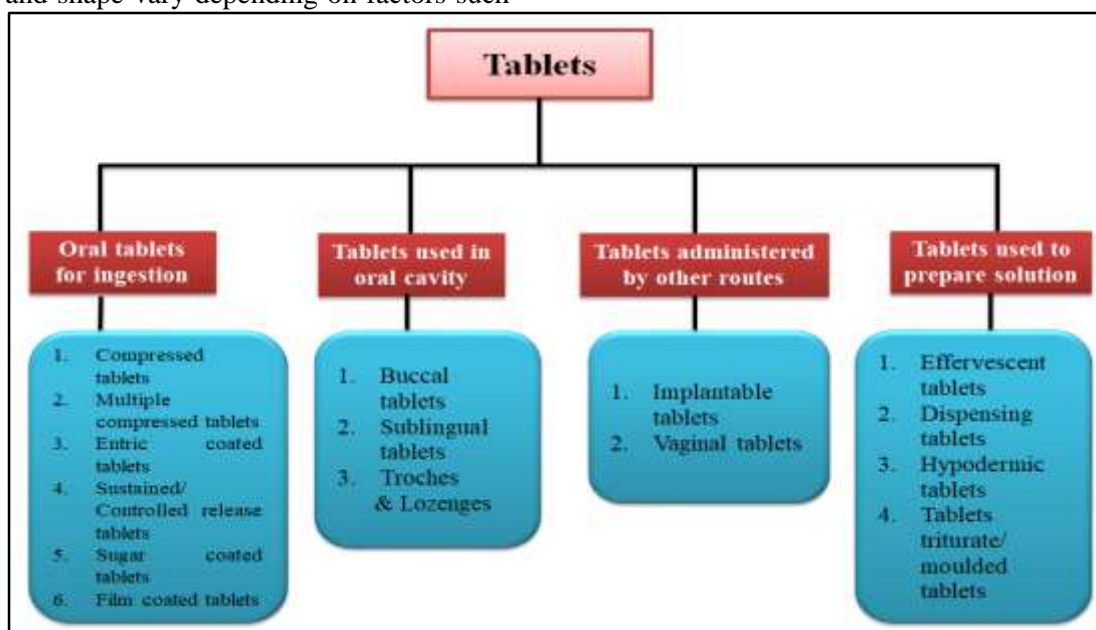 and shape vary depending on factors such
Tablets
Oral tablets
for ingestion
1. Compressed
tablets
2. Multiple
compressed tablets
3. Entric coated
tablets
4. Sustained/
Controlled release
tablets
5. Sugar coated
tablets
6. Film coated tablets
Tablets used in
oral cavity
1. Buccal
tablets
2. Sublingual
tablets
3. Troches
& Lozenges
Tablets administered
by other routes
1. Implantable
tablets
2. Vaginal tablets
Tablets used to
prepare solution
1. Effervescent
tablets
2. Dispensing
tablets
3. Hypodermic
tablets
4. Tablets
triturate/
moulded
tablets